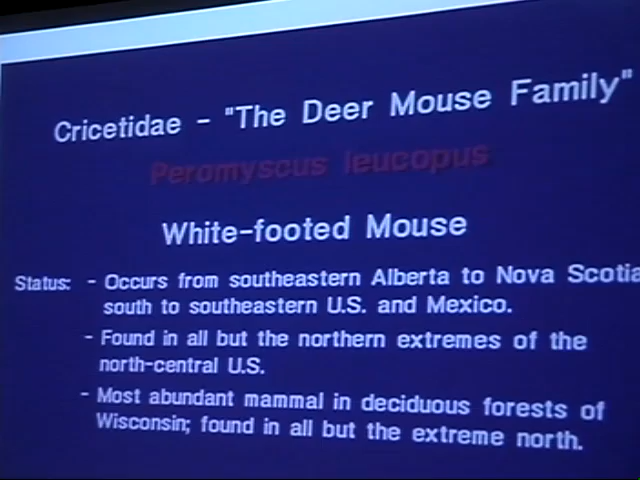 Cricetidae - "The Deer Mouse Family"
Peromyscus leucopus
White-footed Mouse
Status: - Occurs from southeastern Alberta to Nova Scotia
south to southeastern U.S. and Mexico.
- Found in all but the northern extremes of the
north-central U.S.
- Most abundant mammal in deciduous forests of
Wisconsin; found in all but the extreme north.